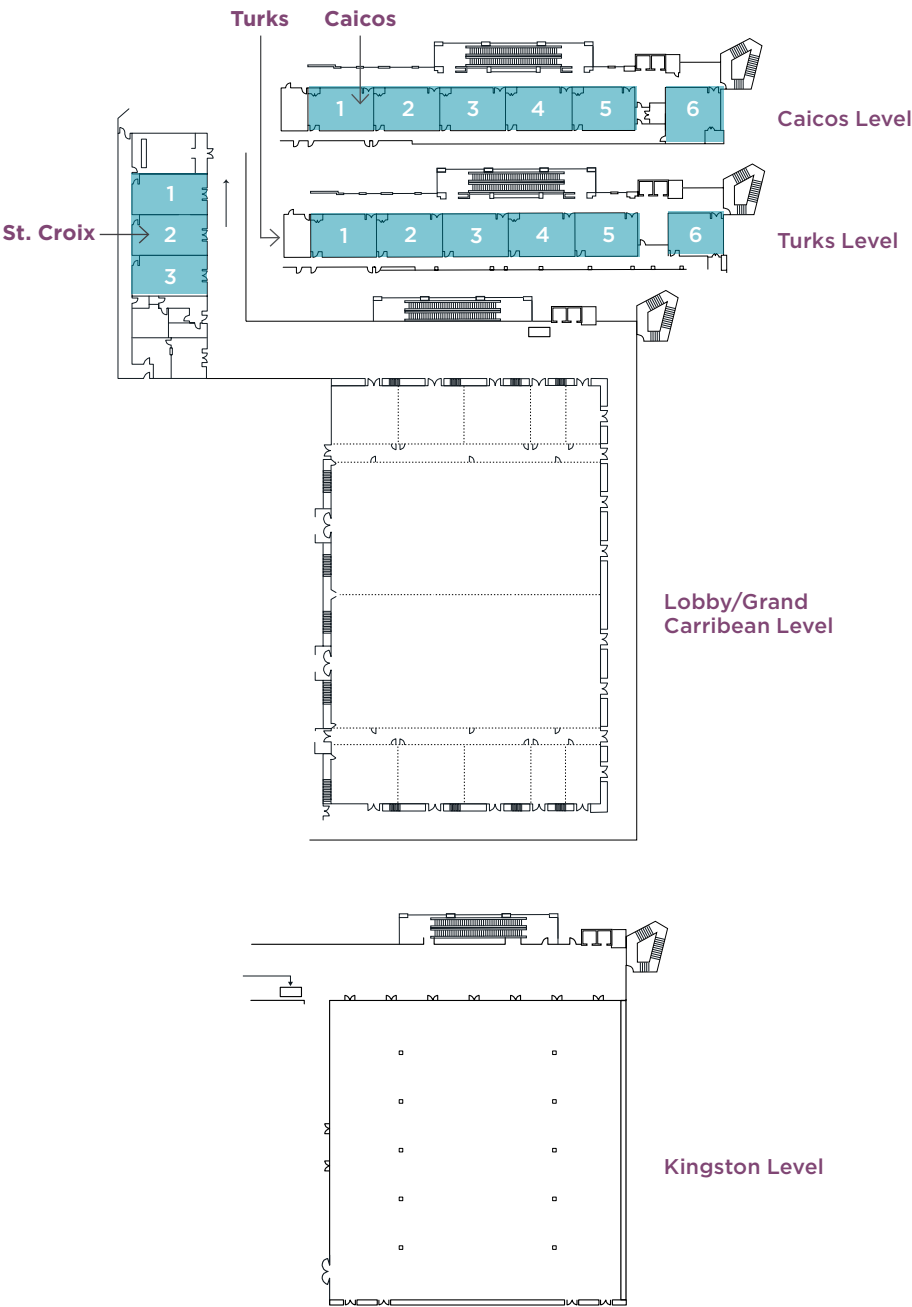 Turks Caicos
1 2 3 4 5 6
Caicos Level
1
2
3
St. Croix
1 2 3 4 5 6
Turks Level
Lobby/Grand
Carribean Level
Kingston Level